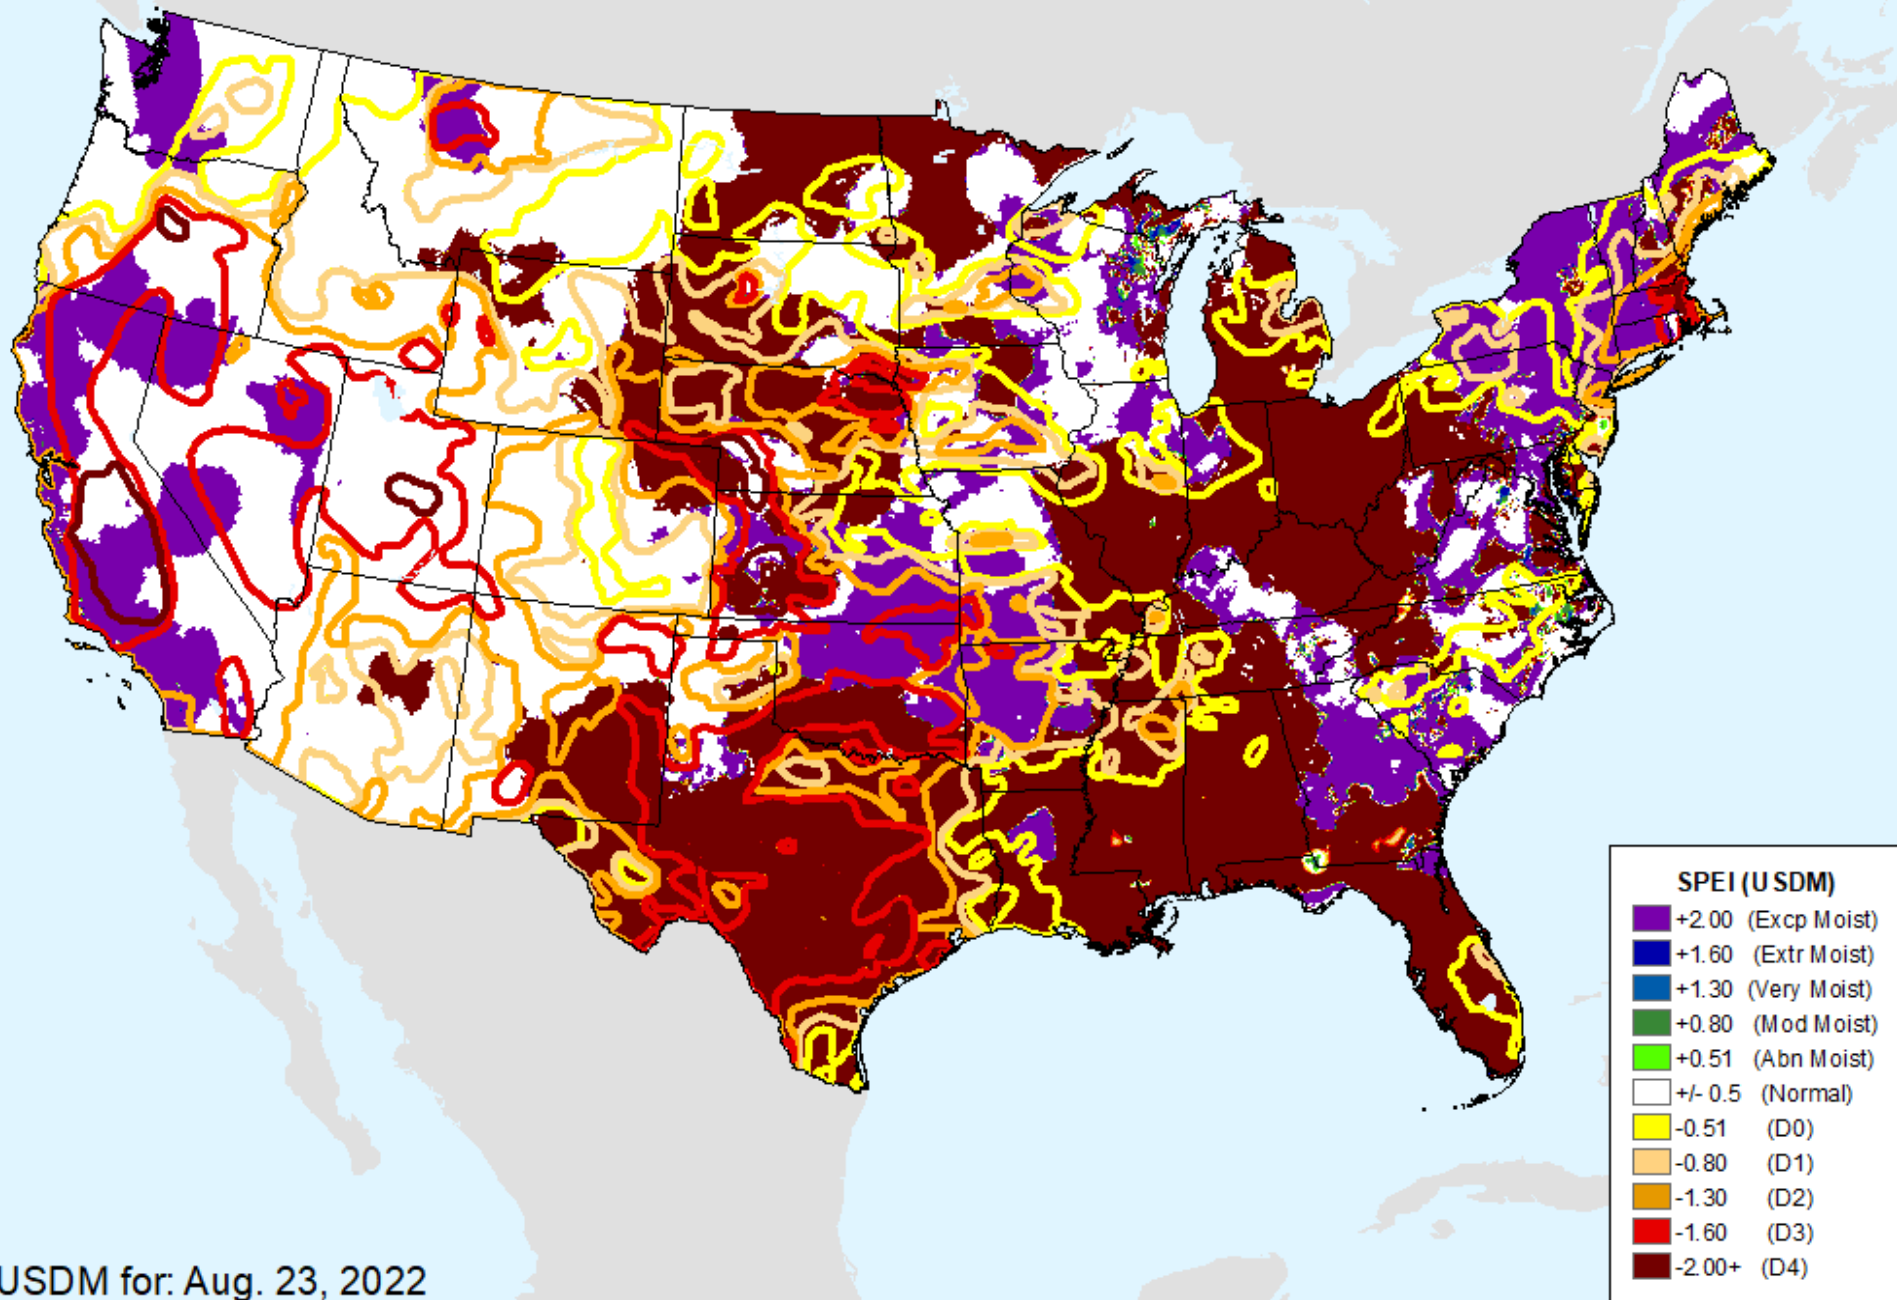 SPEI (USDM)
+2.00 (Excp Moist)
+1.60 (Extr Moist)
+1.30 (Very Moist)
+0.80 (Mod Moist)
+0.51 (Abn Moist)
+/- 0.5 (Normal)
-0.51 (D0)
-0.80 (D1)
-1.30 (D2)
-1.60 (D3)
-2.00+ (D4)
USDM for: Aug. 23, 2022